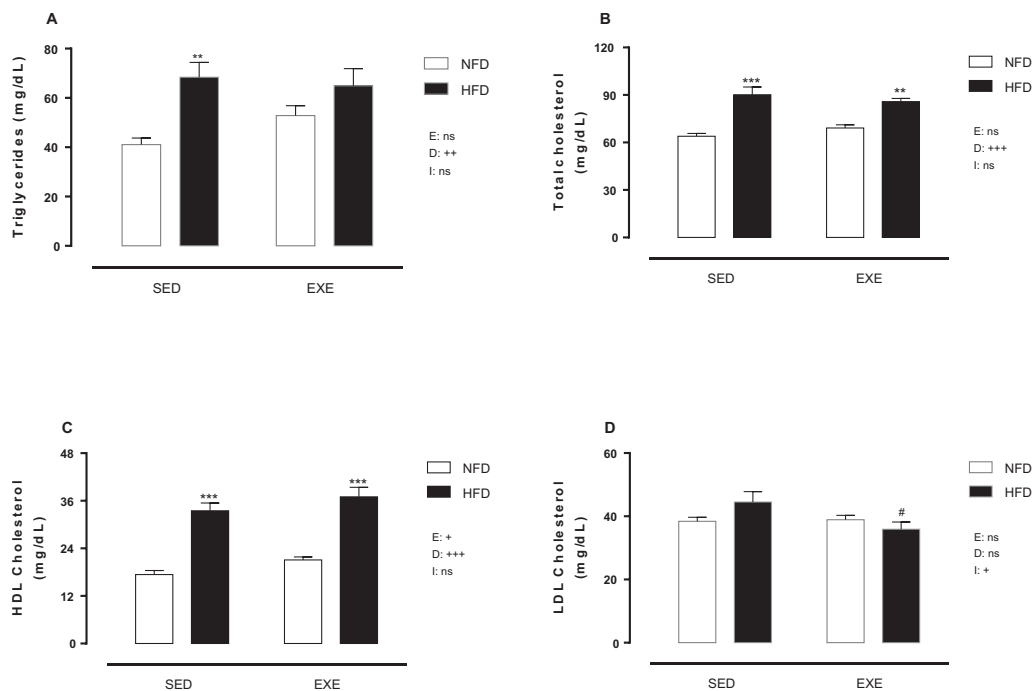 A
Triglycerides (mg/dL)
80
60
40
20
0
**
SED
EXE
NFD
HFD
E: ns
D: ++
I: ns
B
Total cholesterol
(mg/dL)
120
90
60
30
0
***
**
SED
EXE
NFD
HFD
E: ns
D: +++
I: ns
C
HDL Cholesterol
(mg/dL)
48
36
24
12
0
***
***
SED
EXE
NFD
HFD
E: +
D: +++
I: ns
D
LDL Cholesterol
(mg/dL)
60
40
20
0
#
SED
EXE
NFD
HFD
E: ns
D: ns
I: +